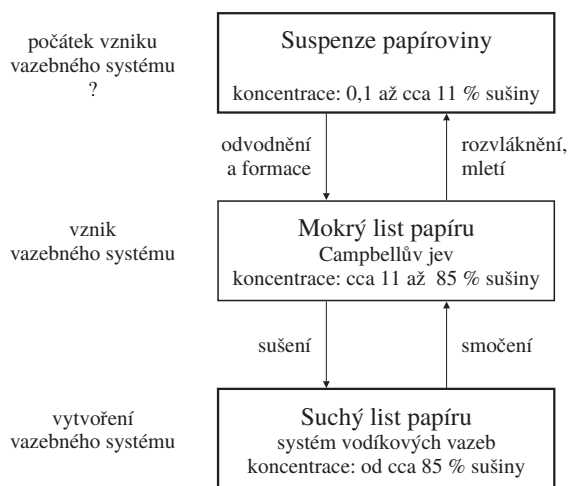 počátek vzniku
vazebného systému
?
Suspenze papíroviny
koncentrace: 0,1 až cca 11 % sušiny
odvodnění
a formace
rozvláknění,
mletí
vznik
vazebného systému
Mokrý list papíru
Campbellův jev
koncentrace: cca 11 až 85 % sušiny
sušení
smočení
vytvoření
vazebného systému
Suchý list papíru
systém vodíkových vazeb
koncentrace: od cca 85 % sušiny